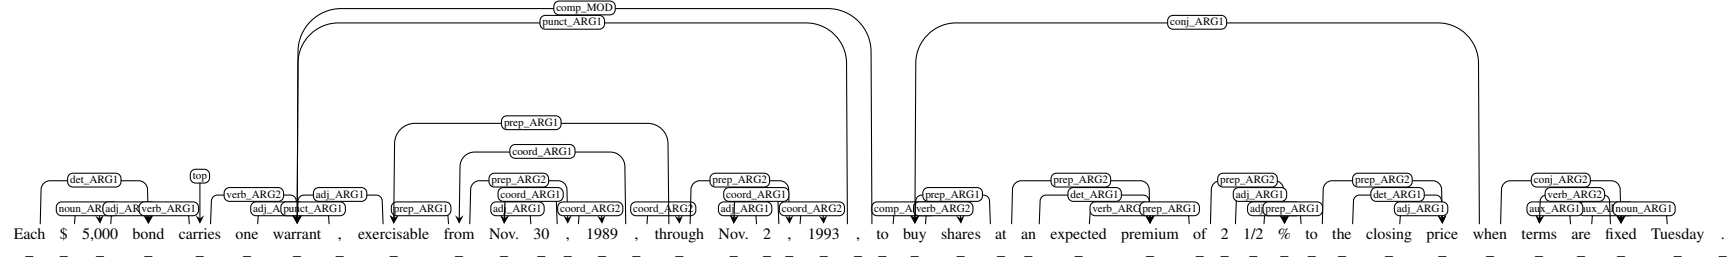 comp_MOD
punct_ARG1 conj_ARG1
prep_ARG1
coord_ARG1
top
det_ARG1 prep_ARG2 prep_ARG2 prep_ARG2 prep_ARG2 prep_ARG2 conj_ARG2
verb_ARG2 adj_ARG1 coord_ARG1 coord_ARG1 prep_ARG1 det_ARG1 adj_ARG1 det_ARG1 verb_ARG2
verb_ARG1 punct_ARG1 prep_ARG1 adj_ARG1 coord_ARG2 coord_ARG2 adj_ARG1 coord_ARG2 verb_ARG2 prep_ARG1 prep_ARG1 adj_ARG1 aux_ARG1 noun_ARG1
Each $ 5,000 bond carries one warrant , exercisable from Nov. 30 , 1989 , through Nov. 2 , 1993 , to buy shares at an expected premium of 2 1/2 % to the closing price when terms are fixed Tuesday .
_ _ _ _ _ _ _ _ _ _ _ _ _ _ _ _ _ _ _ _ _ _ _ _ _ _ _ _ _ _ _ _ _ _ _ _ _ _ _ _ _ _